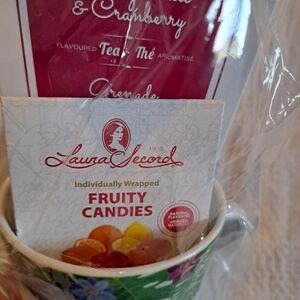 & Cranberry
FLAVOURED Tea • Thé AROMATISÉ
Grenade
Laura Secord
Individually Wrapped
FRUITY
CANDIES